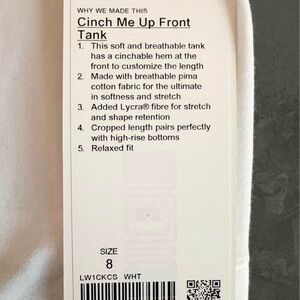 WHY WE MADE THIS
Cinch Me Up Front
Tank
1. This soft and breathable tank
has a cinchable hem at the
front to customize the length
2. Made with breathable pima
cotton fabric for the ultimate
in softness and stretch
3. Added Lycra® fibre for stretch
and shape retention
4. Cropped length pairs perfectly
with high-rise bottoms
5. Relaxed fit
SIZE
8
LW1CKCS WHT